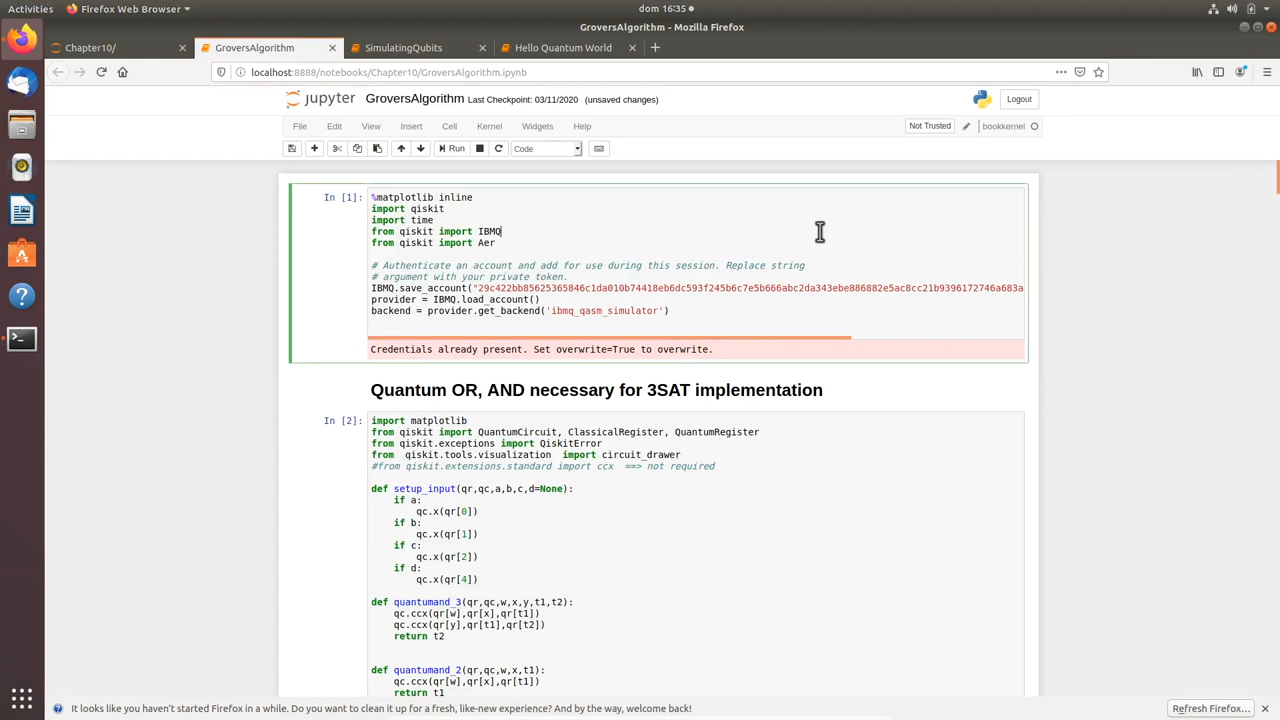 Activities Firefox Web Browser dom 16:35
GroversAlgorithm - Mozilla Firefox
Chapter10/ GroversAlgorithm SimulatingQubits Hello Quantum World
localhost:8888/notebooks/Chapter10/GroversAlgorithm.ipynb
jupyter GroversAlgorithm Last Checkpoint: 03/11/2020 (unsaved changes) Logout
File Edit View Insert Cell Kernel Widgets Help Not Trusted bookkernel
Run Code
In [1]: %matplotlib inline
import qiskit
import time
from qiskit import IBMQ
from qiskit import Aer
# Authenticate an account and add for use during this session. Replace string
# argument with your private token.
IBMQ.save_account("29c422bb85625365846c1da010b74418eb6dc593f245b6c7e5b666abc2da343ebe886882e5ac8cc21b9396172746a683a
provider = IBMQ.load_account()
backend = provider.get_backend('ibmq_qasm_simulator')
Credentials already present. Set overwrite=True to overwrite.
Quantum OR, AND necessary for 3SAT implementation
In [2]: import matplotlib
from qiskit import QuantumCircuit, ClassicalRegister, QuantumRegister
from qiskit.exceptions import QiskitError
from  qiskit.tools.visualization  import circuit_drawer
#from qiskit.extensions.standard import ccx  ==> not required
def setup_input(qr,qc,a,b,c,d=None):
    if a:
        qc.x(qr[0])
    if b:
        qc.x(qr[1])
    if c:
        qc.x(qr[2])
    if d:
        qc.x(qr[4])
def quantumand_3(qr,qc,w,x,y,t1,t2):
    qc.ccx(qr[w],qr[x],qr[t1])
    qc.ccx(qr[y],qr[t1],qr[t2])
    return t2
def quantumand_2(qr,qc,w,x,t1):
    qc.ccx(qr[w],qr[x],qr[t1])
    return t1
It looks like you haven't started Firefox in a while. Do you want to clean it up for a fresh, like-new experience? And by the way, welcome back! Refresh Firefox...